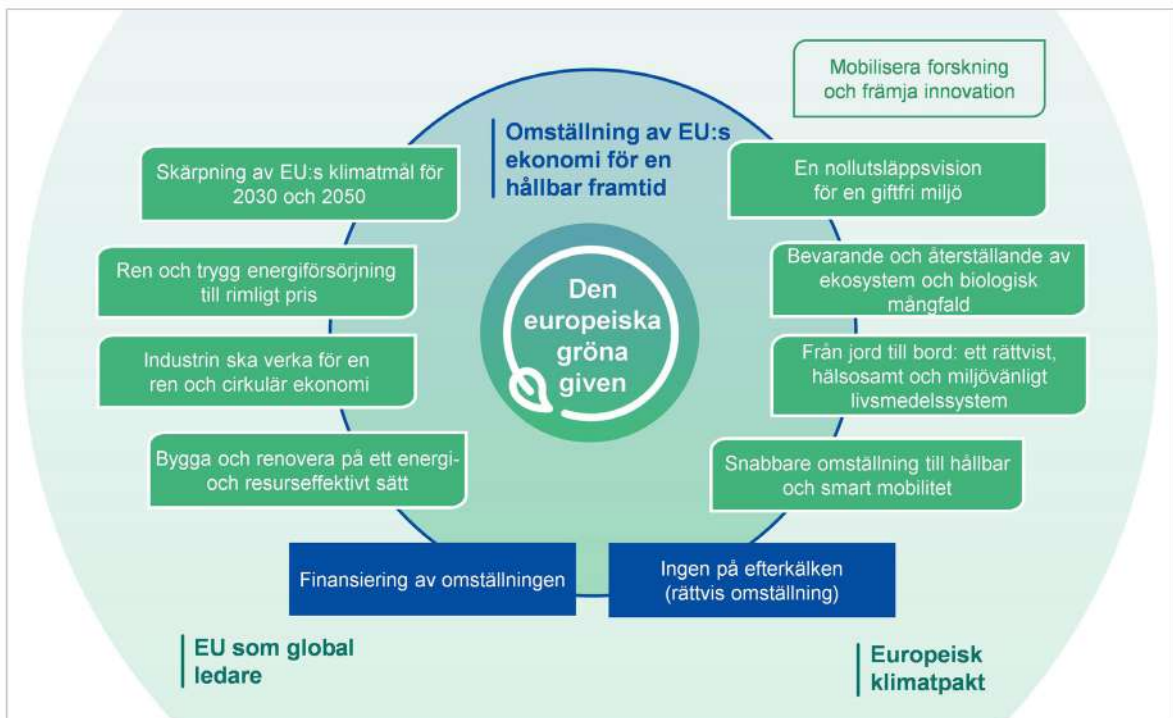 Mobilisera forskning
och främja innovation
Omställning av EU:s
ekonomi för en
hållbar framtid
Skärpning av EU:s klimatmål för
2030 och 2050
En nollutsläppsvision
för en giftfri miljö
Ren och trygg energiförsörjning
till rimligt pris
Bevarande och återställande av
ekosystem och biologisk
mångfald
Den
europeiska
gröna
given
Industrin ska verka för en
ren och cirkulär ekonomi
Från jord till bord: ett rättvist,
hälsosamt och miljövänligt
livsmedelssystem
Bygga och renovera på ett energi-
och resurseffektivt sätt
Snabbare omställning till hållbar
och smart mobilitet
Finansiering av omställningen
Ingen på efterkälken
(rättvis omställning)
EU som global
ledare
Europeisk
klimatpakt